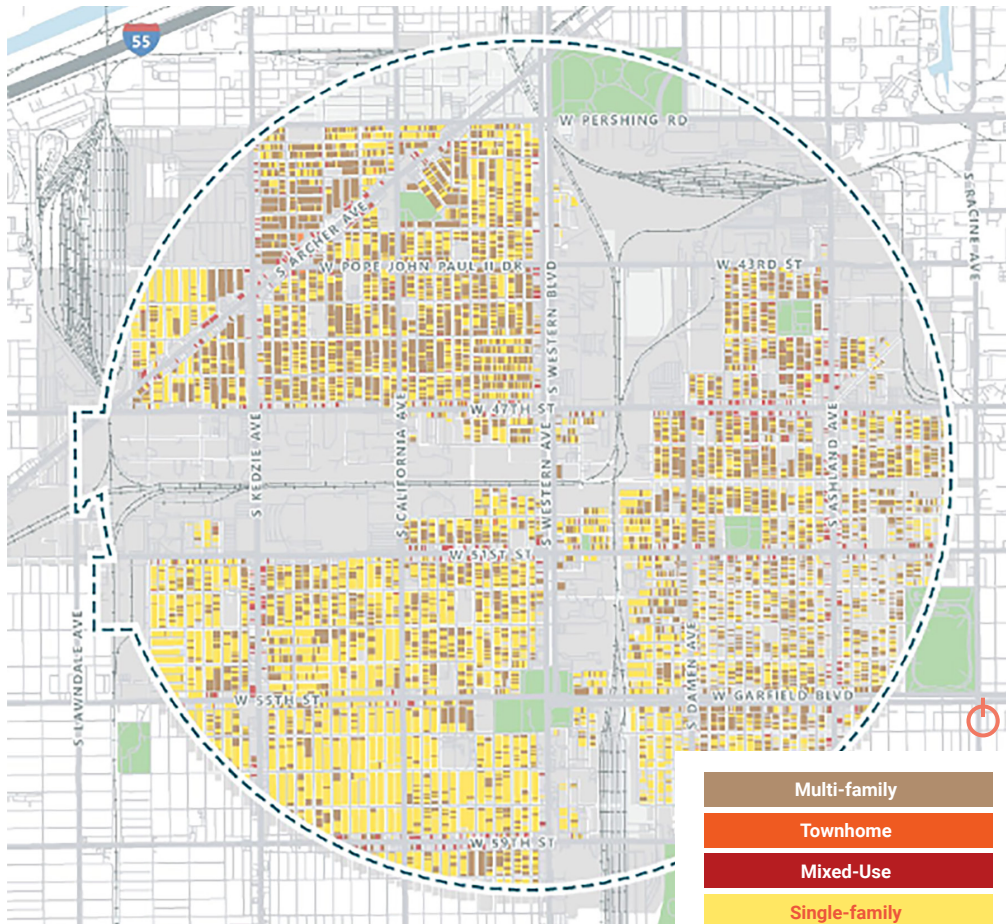 55
W PERSHING RD
S RACINE AVE
S ARCHER AVE
W POPE JOHN PAUL II DR
W 43RD ST
S WESTERN BLVD
W 47TH ST
S KEDZIE AVE
S CALIFORNIA AVE
S WESTERN AVE
S ASHLAND AVE
W 51ST ST
S LAWNDALE AVE
S DAMEN AVE
W 55TH ST
W GARFIELD BLVD
W 59TH ST
Multi-family
Townhome
Mixed-Use
Single-family